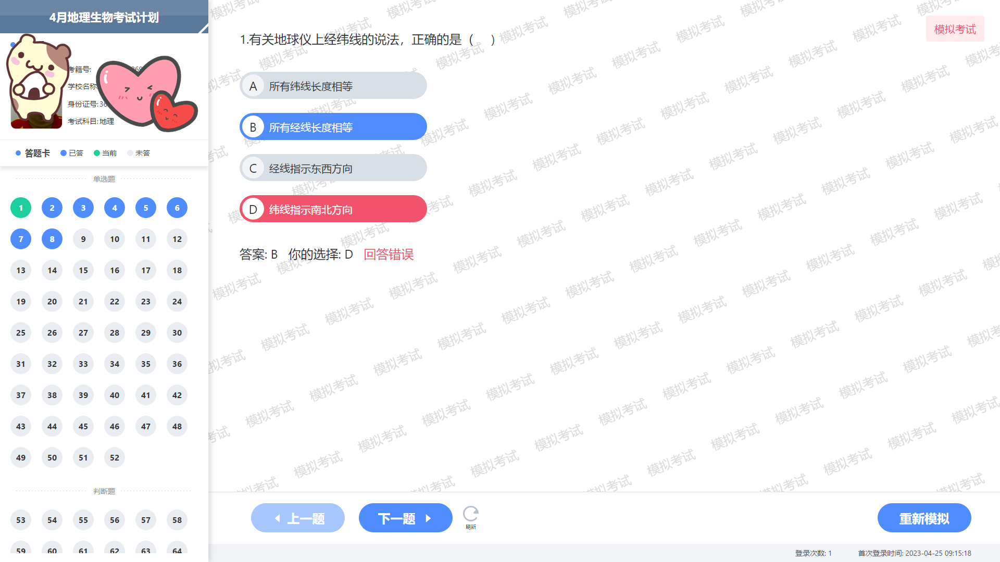 4月地理生物考试计划
考籍号:
学校名称
身份证号: 36
考试科目: 地理
答题卡 已答 当前 未答
单选题
1 2 3 4 5 6
7 8 9 10 11 12
13 14 15 16 17 18
19 20 21 22 23 24
25 26 27 28 29 30
31 32 33 34 35 36
37 38 39 40 41 42
43 44 45 46 47 48
49 50 51 52
判断题
53 54 55 56 57 58
59 60 61 62 63 64
模拟考试
1.有关地球仪上经纬线的说法，正确的是（ ）
A 所有纬线长度相等
B 所有经线长度相等
C 经线指示东西方向
D 纬线指示南北方向
答案: B 你的选择: D 回答错误
上一题 下一题 刷新 重新模拟
登录次数: 1 首次登录时间: 2023-04-25 09:15:18